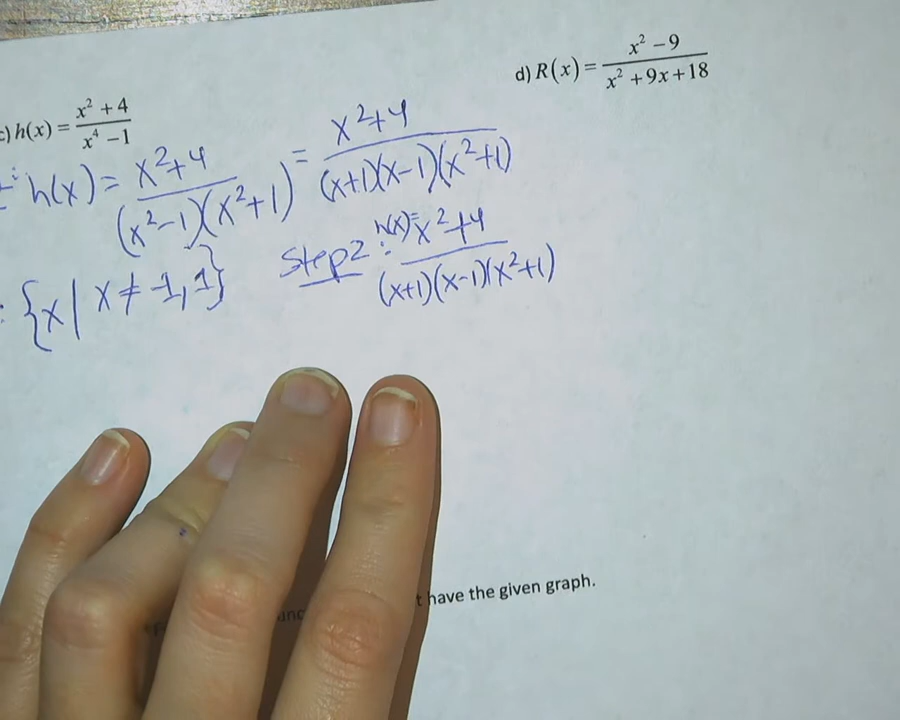 d) R(x) = (x² - 9)/(x² + 9x + 18)
c) h(x) = (x² + 4)/(x⁴ - 1)
h(x) = (x²+4)/((x²-1)(x²+1)) = (x²+4)/((x+1)(x-1)(x²+1))
: {x | x ≠ -1, 1} Step 2 : h(x)= (x²+4)/((x+1)(x-1)(x²+1))
have the given graph.